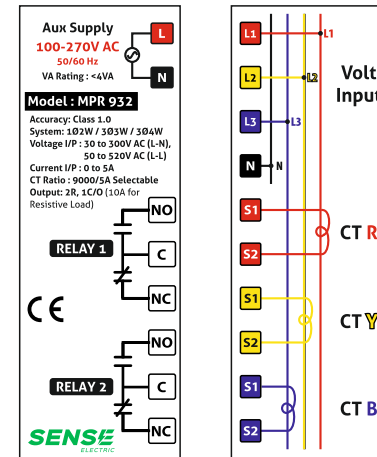 Aux Supply
100-270V AC
50/60 Hz
VA Rating : <4VA
L
N
Model : MPR 932
Accuracy: Class 1.0
System: 1Ø2W / 3Ø3W / 3Ø4W
Voltage I/P : 30 to 300V AC (L-N),
50 to 520V AC (L-L)
Current I/P : 0 to 5A
CT Ratio : 9000/5A Selectable
Output: 2R, 1C/O (10A for
Resistive Load)
NO
RELAY 1
C
NC
CE
NO
RELAY 2
C
NC
SENSE
ELECTRIC
L1
L1
L2
L2
Volt
Input
L3
L3
N
N
S1
S2
CT R
S1
S2
CT Y
S1
S2
CT B